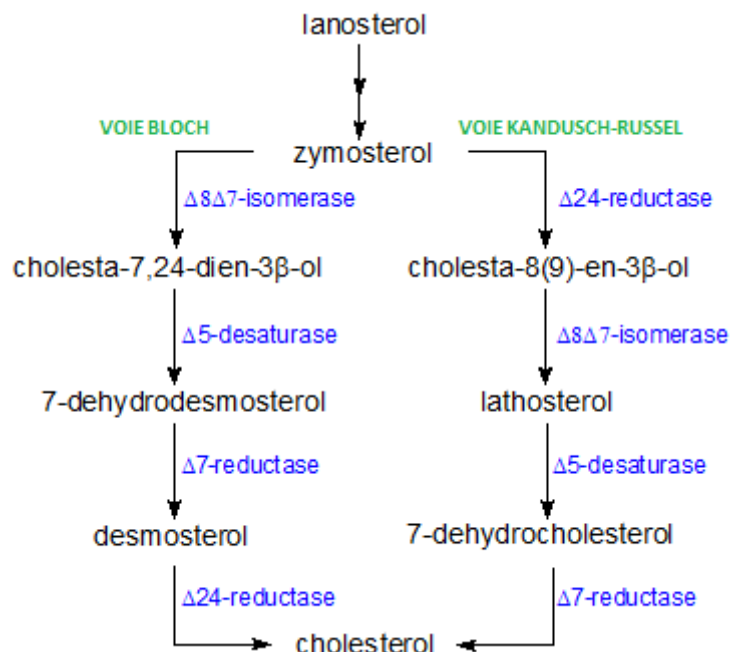 lanosterol
VOIE BLOCH
VOIE KANDUSCH-RUSSEL
zymosterol
Δ8Δ7-isomerase
Δ24-reductase
cholesta-7,24-dien-3β-ol
cholesta-8(9)-en-3β-ol
Δ5-desaturase
Δ8Δ7-isomerase
7-dehydrodesmosterol
lathosterol
Δ7-reductase
Δ5-desaturase
desmosterol
7-dehydrocholesterol
Δ24-reductase
Δ7-reductase
cholesterol